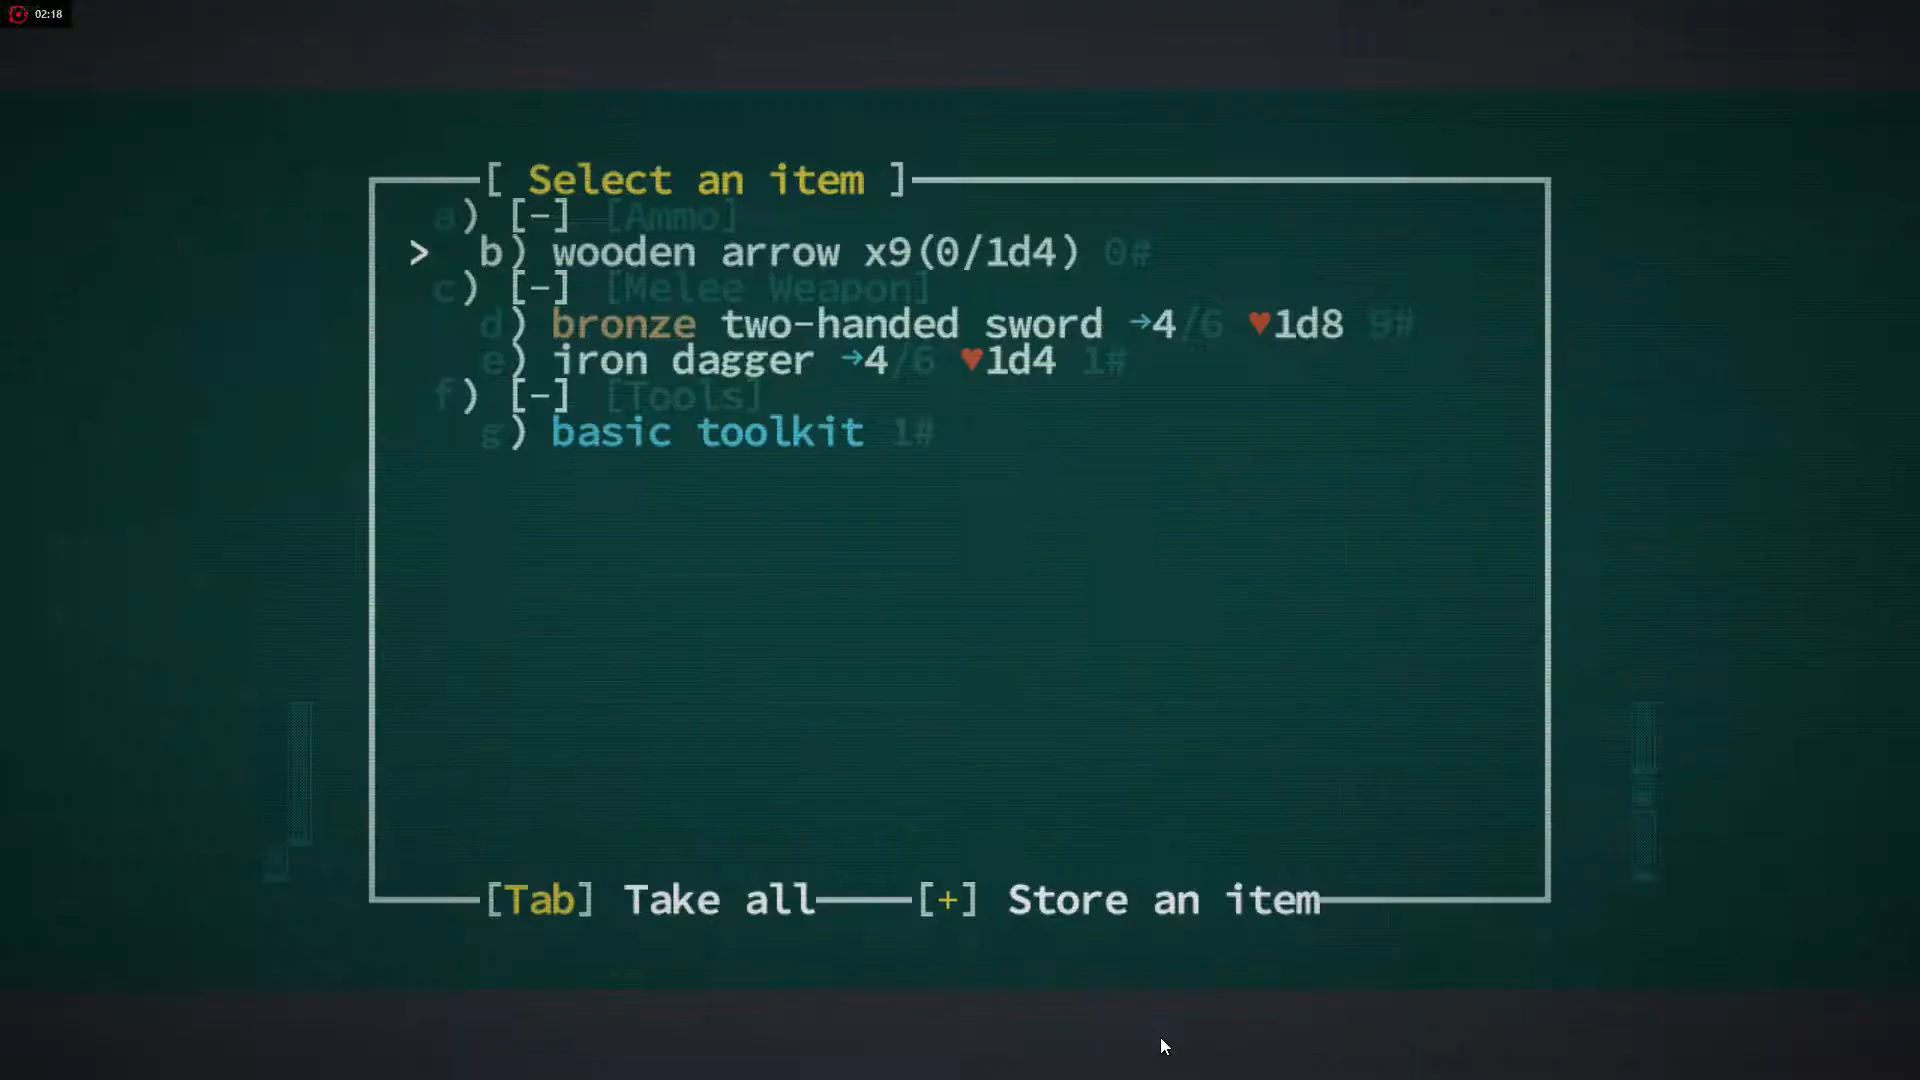 02:18
[ Select an item ]
a) [-] [Ammo]
> b) wooden arrow x9(0/1d4) 0#
c) [-] [Melee Weapon]
d) bronze two-handed sword →4/6 ♥1d8 9#
e) iron dagger →4/6 ♥1d4 1#
f) [-] [Tools]
g) basic toolkit 1#
[Tab] Take all [+] Store an item